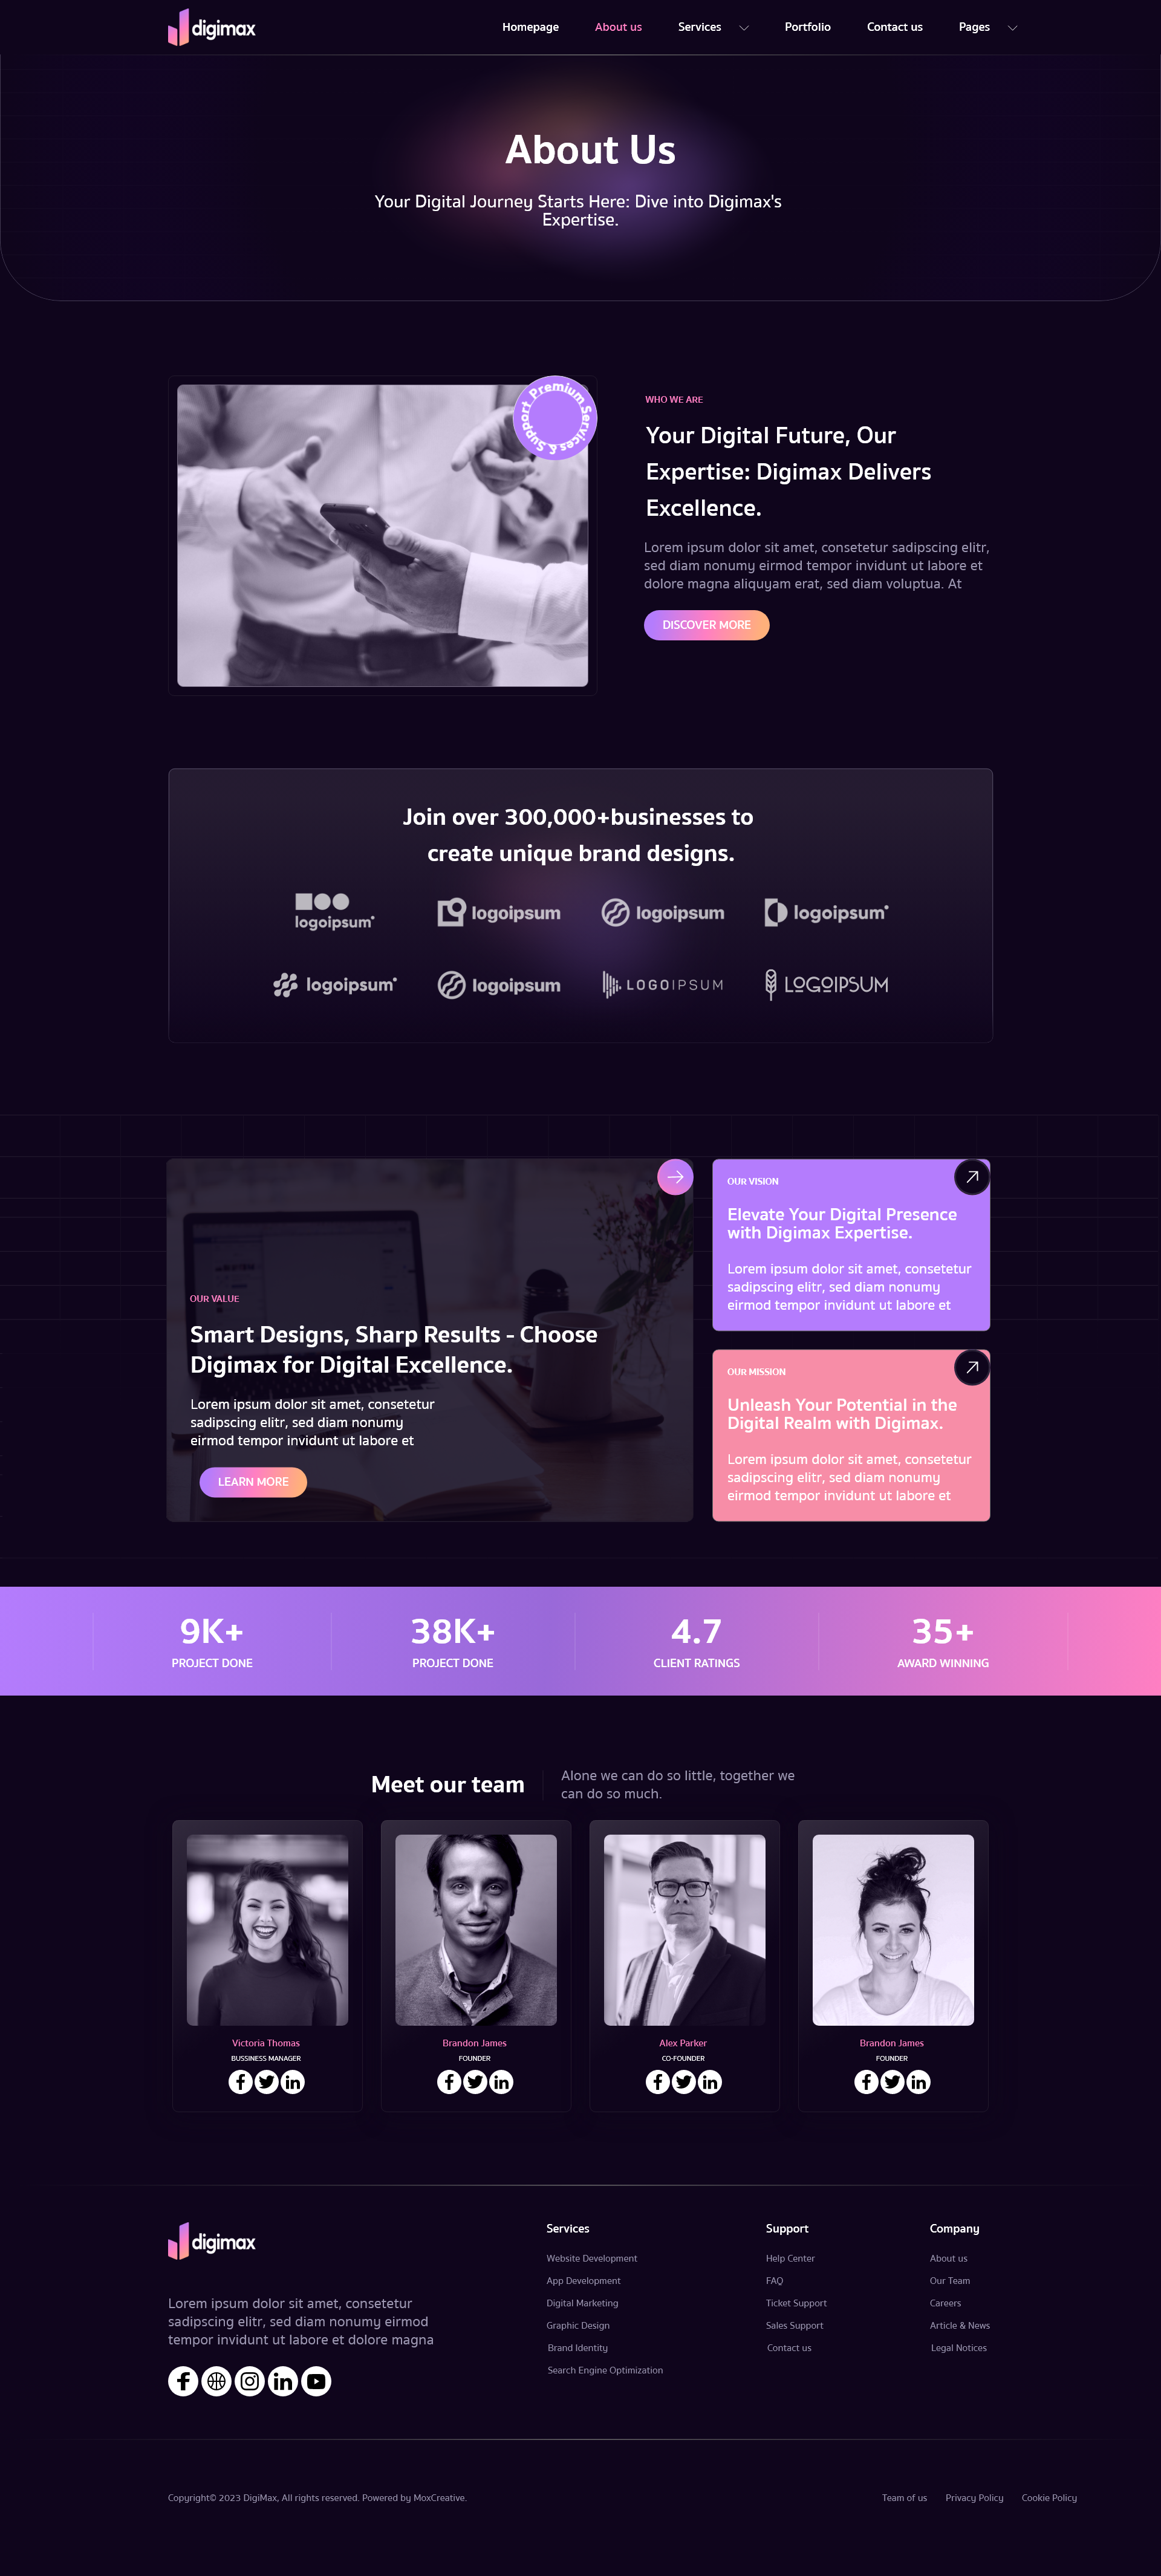 digimax
Homepage
About us
Services
Portfolio
Contact us
Pages
About Us
Your Digital Journey Starts Here: Dive into Digimax's
Expertise.
Premium Services & Support
WHO WE ARE
Your Digital Future, Our
Expertise: Digimax Delivers
Excellence.
Lorem ipsum dolor sit amet, consetetur sadipscing elitr,
sed diam nonumy eirmod tempor invidunt ut labore et
dolore magna aliquyam erat, sed diam voluptua. At
DISCOVER MORE
Join over 300,000+businesses to
create unique brand designs.
logoipsum
logoipsum
logoipsum
logoipsum
logoipsum
logoipsum
LOGOIPSUM
LOGOIPSUM
OUR VALUE
Smart Designs, Sharp Results - Choose
Digimax for Digital Excellence.
Lorem ipsum dolor sit amet, consetetur
sadipscing elitr, sed diam nonumy
eirmod tempor invidunt ut labore et
LEARN MORE
OUR VISION
Elevate Your Digital Presence
with Digimax Expertise.
Lorem ipsum dolor sit amet, consetetur
sadipscing elitr, sed diam nonumy
eirmod tempor invidunt ut labore et
OUR MISSION
Unleash Your Potential in the
Digital Realm with Digimax.
Lorem ipsum dolor sit amet, consetetur
sadipscing elitr, sed diam nonumy
eirmod tempor invidunt ut labore et
9K+
PROJECT DONE
38K+
PROJECT DONE
4.7
CLIENT RATINGS
35+
AWARD WINNING
Meet our team
Alone we can do so little, together we
can do so much.
Victoria Thomas
BUSSINESS MANAGER
Brandon James
FOUNDER
Alex Parker
CO-FOUNDER
Brandon James
FOUNDER
digimax
Lorem ipsum dolor sit amet, consetetur
sadipscing elitr, sed diam nonumy eirmod
tempor invidunt ut labore et dolore magna
Services
Website Development
App Development
Digital Marketing
Graphic Design
Brand Identity
Search Engine Optimization
Support
Help Center
FAQ
Ticket Support
Sales Support
Contact us
Company
About us
Our Team
Careers
Article & News
Legal Notices
Copyright© 2023 DigiMax, All rights reserved. Powered by MoxCreative.
Team of us
Privacy Policy
Cookie Policy